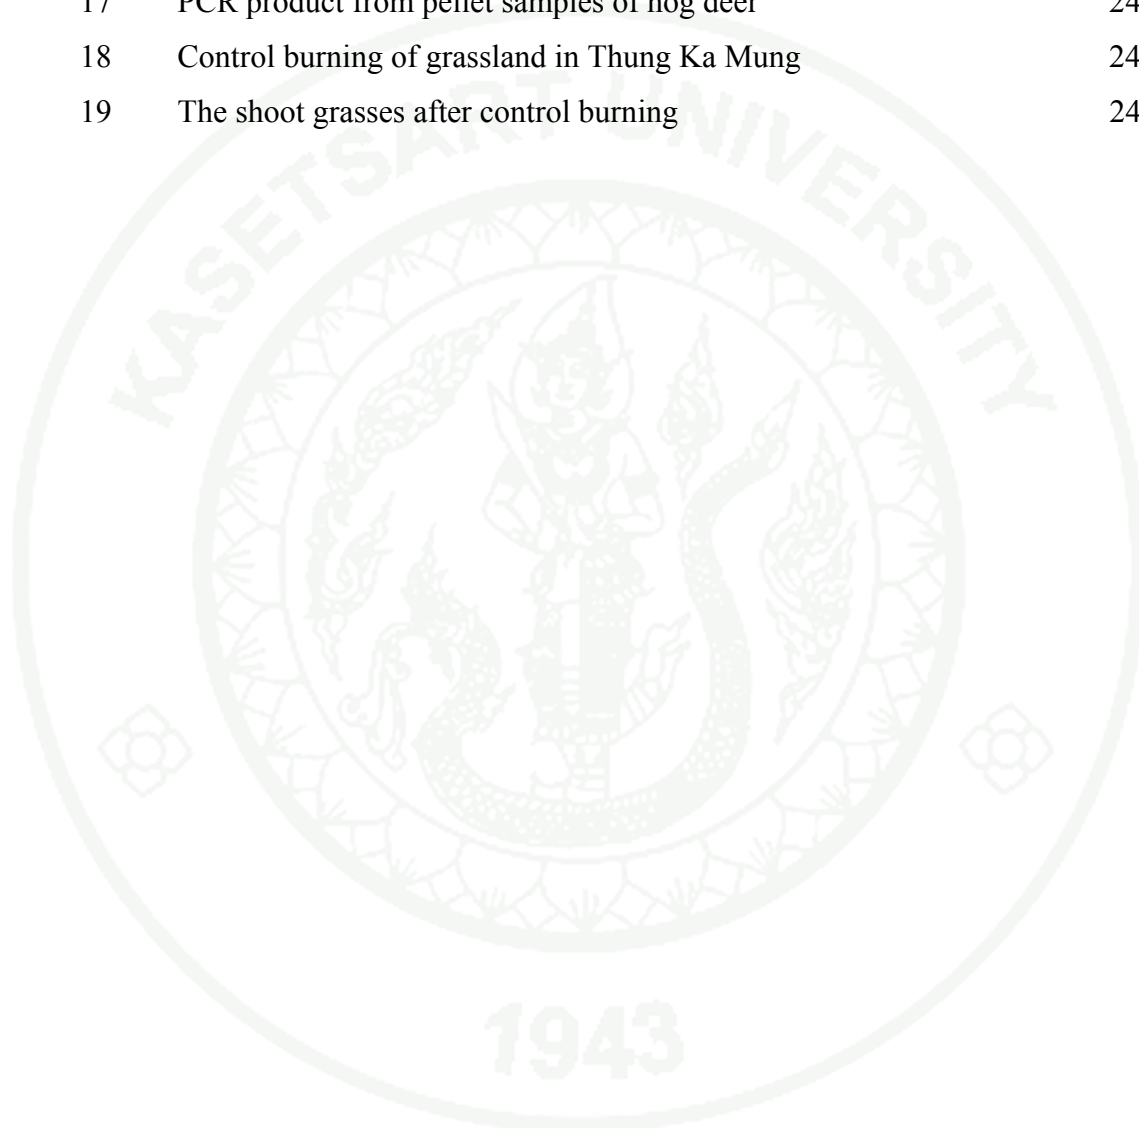 17 PCR product from pellet samples of hog deer 24
18 Control burning of grassland in Thung Ka Mung 24
19 The shoot grasses after control burning 24
KASETSART UNIVERSITY
1943